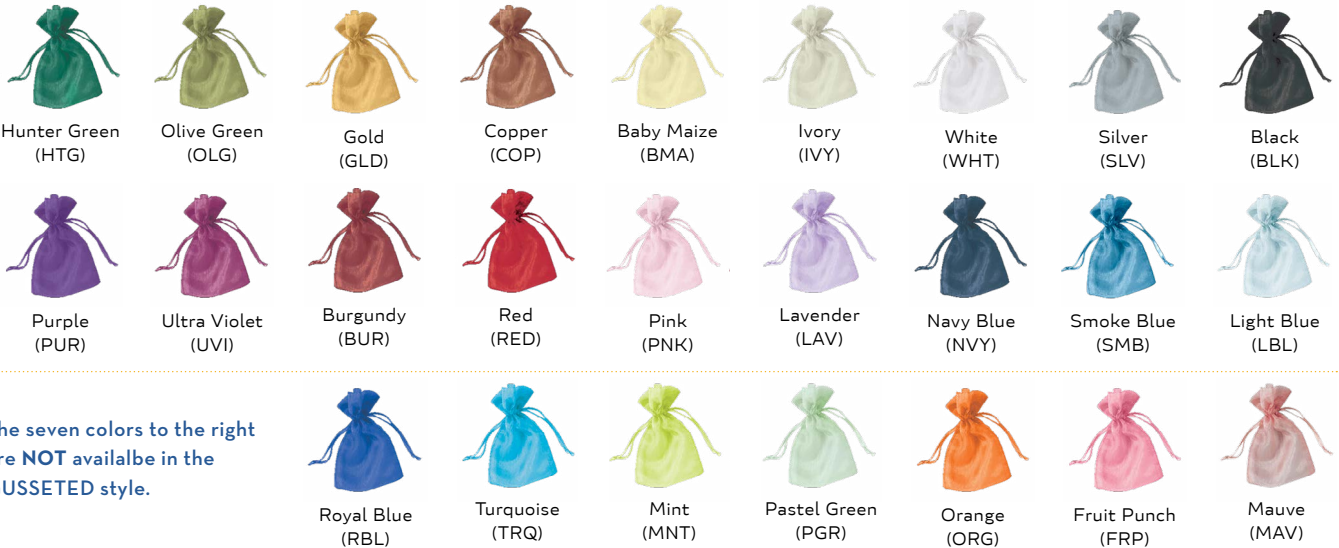 Hunter Green
(HTG)
Olive Green
(OLG)
Gold
(GLD)
Copper
(COP)
Baby Maize
(BMA)
Ivory
(IVY)
White
(WHT)
Silver
(SLV)
Black
(BLK)
Purple
(PUR)
Ultra Violet
(UVI)
Burgundy
(BUR)
Red
(RED)
Pink
(PNK)
Lavender
(LAV)
Navy Blue
(NVY)
Smoke Blue
(SMB)
Light Blue
(LBL)
he seven colors to the right
re NOT availalbe in the
USSETED style.
Royal Blue
(RBL)
Turquoise
(TRQ)
Mint
(MNT)
Pastel Green
(PGR)
Orange
(ORG)
Fruit Punch
(FRP)
Mauve
(MAV)